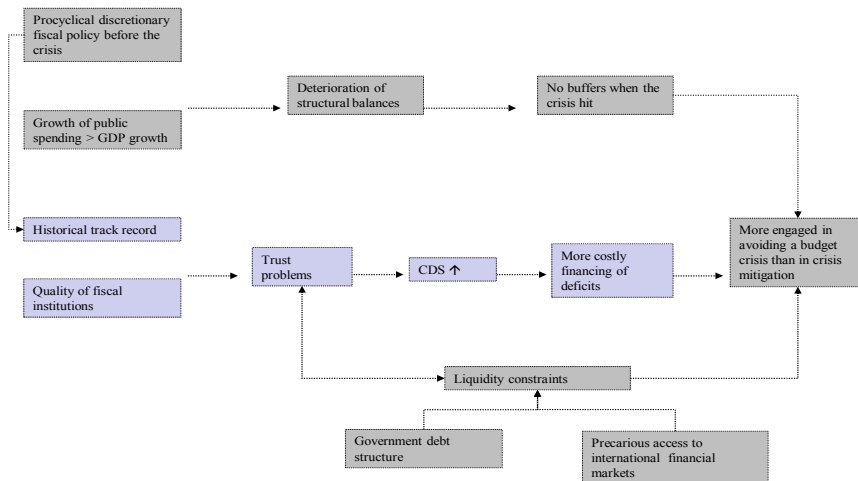 Procyclical discretionary
fiscal policy before the
crisis
Growth of public
spending > GDP growth
Deterioration of
structural balances
No buffers when the
crisis hit
Historical track record
Quality of fiscal
institutions
Trust
problems
CDS ↑
More costly
financing of
deficits
More engaged in
avoiding a budget
crisis than in crisis
mitigation
Liquidity constraints
Government debt
structure
Precarious access to
international financial
markets